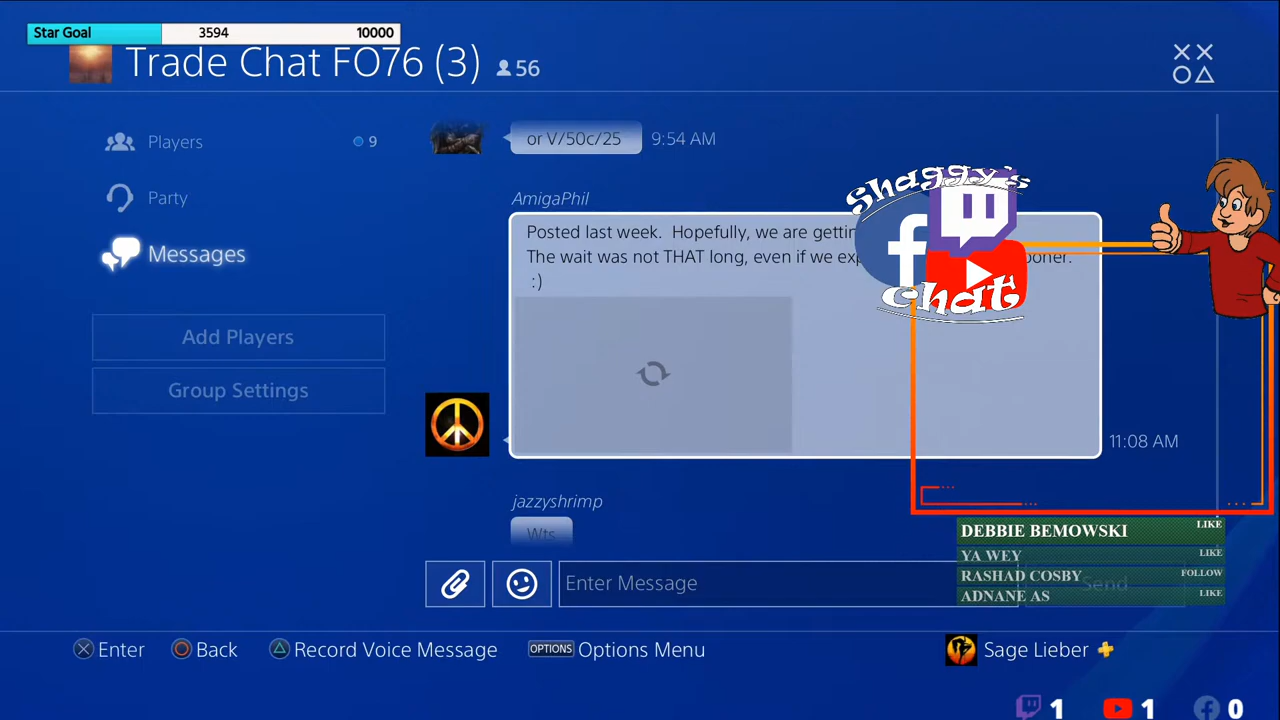 Star Goal 3594 10000
Trade Chat FO76 (3) 56
Players 9
Party
Messages
Add Players
Group Settings
or V/50c/25 9:54 AM
AmigaPhil
Posted last week. Hopefully, we are
The wait was not THAT long, even if we
:)
11:08 AM
jazzyshrimp
Wts
Enter Message
Send
Shaggy's
chat
DEBBIE BEMOWSKI LIKE
YA WEY LIKE
RASHAD COSBY FOLLOW
ADNANE AS LIKE
Enter Back Record Voice Message OPTIONS Options Menu
Sage Lieber
1 1 0